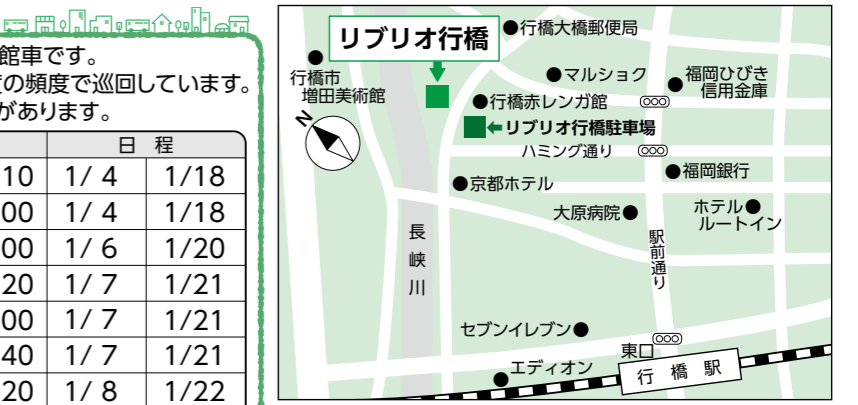 館車です。
の頻度で巡回しています。
があります。
日 程
10 1/ 4 1/18
00 1/ 4 1/18
00 1/ 6 1/20
20 1/ 7 1/21
00 1/ 7 1/21
40 1/ 7 1/21
20 1/ 8 1/22
リブリオ行橋
●行橋大橋郵便局
行橋市
増田美術館
●マルショク
福岡ひびき
信用金庫
●行橋赤レンガ館
N
←リブリオ行橋駐車場
ハミング通り
●福岡銀行
●京都ホテル
大原病院●
ホテル●
ルートイン
長峡川
駅前通り
セブンイレブン●
東口
エディオン
行橋駅